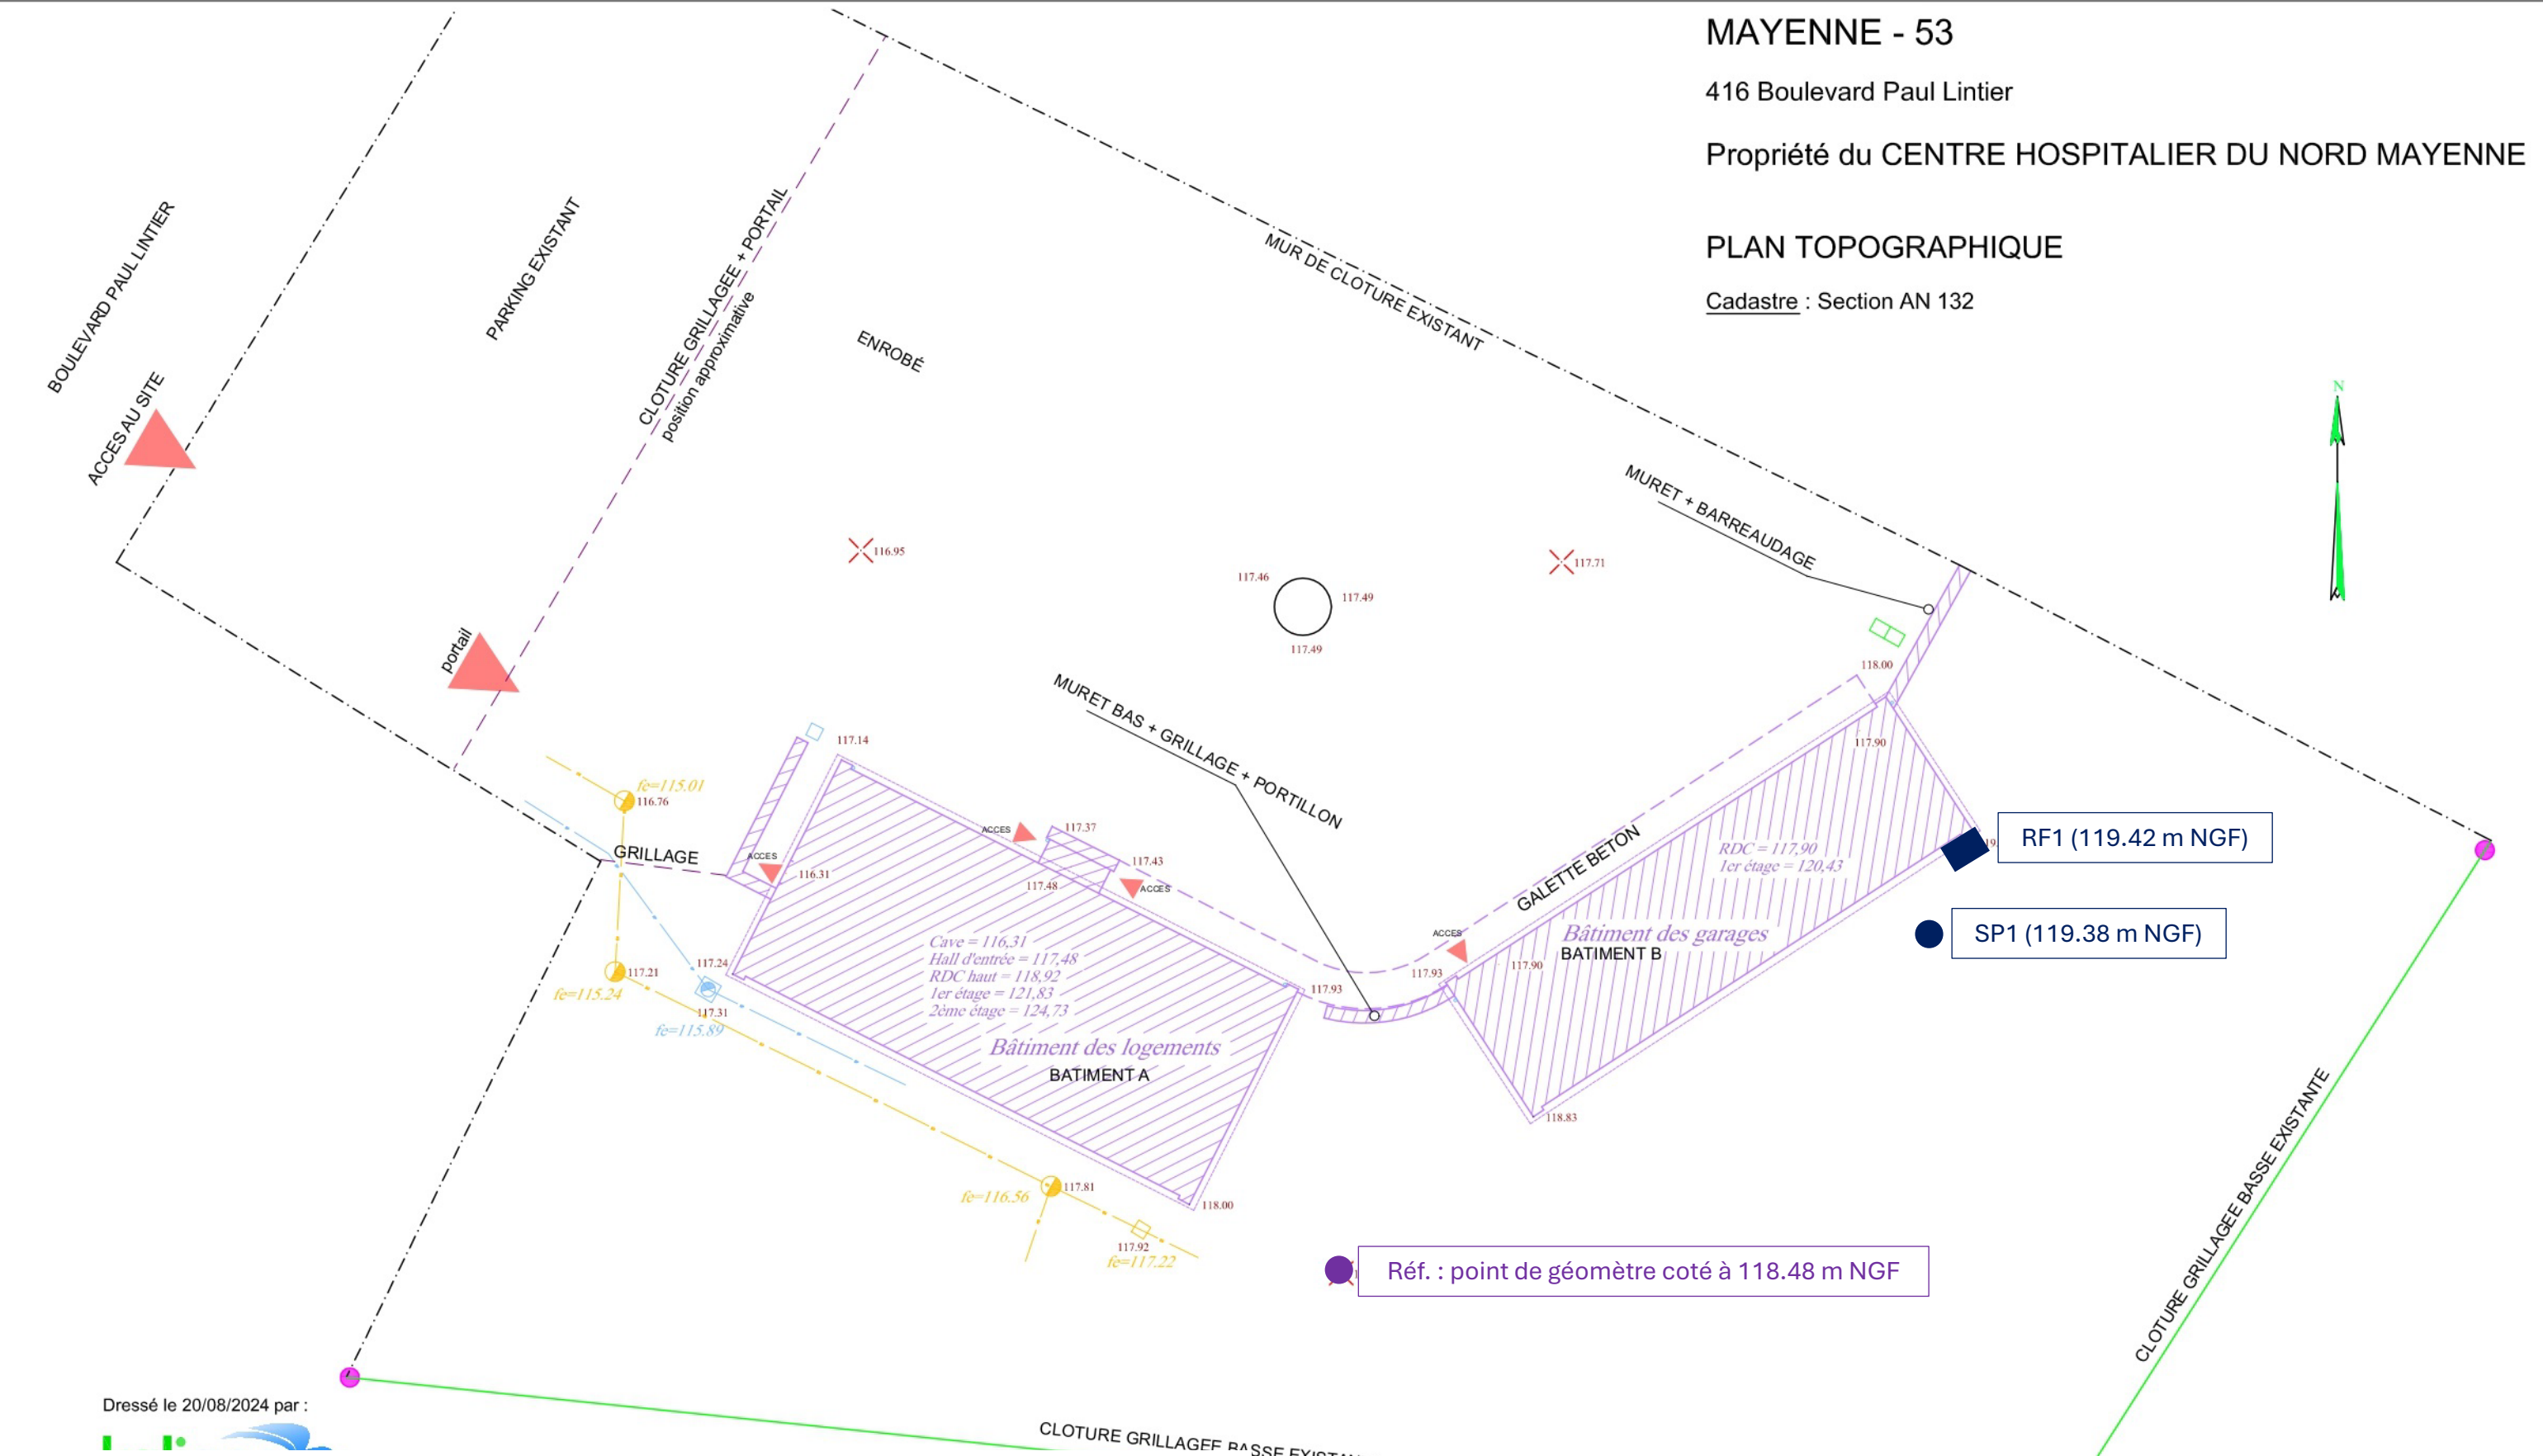 MAYENNE - 53
416 Boulevard Paul Lintier
Propriété du CENTRE HOSPITALIER DU NORD MAYENNE
PLAN TOPOGRAPHIQUE
Cadastre : Section AN 132
BOULEVARD PAUL LINTIER
ACCES AU SITE
PARKING EXISTANT
CLOTURE GRILLAGEE + PORTAIL
position approximative
ENROBÉ
MUR DE CLOTURE EXISTANT
N
MURET + BARREAUDAGE
116.95
117.71
117.46
117.49
117.49
portail
118.00
MURET BAS + GRILLAGE + PORTILLON
117.14
117.90
fe=115.01
116.76
GRILLAGE
ACCES
116.31
ACCES
117.37
117.43
117.48
ACCES
GALETTE BETON
RDC = 117,90
1er étage = 120,43
RF1 (119.42 m NGF)
SP1 (119.38 m NGF)
Cave = 116,31
Hall d'entrée = 117,48
RDC haut = 118,92
1er étage = 121,83
2ème étage = 124,73
Bâtiment des logements
BATIMENT A
ACCES
117.93
117.90
Bâtiment des garages
BATIMENT B
117.93
117.24
117.21
fe=115.24
117.31
fe=115.89
118.83
fe=116.56
117.81
118.00
117.92
fe=117.22
Réf. : point de géomètre coté à 118.48 m NGF
CLOTURE GRILLAGEE BASSE EXISTANTE
Dressé le 20/08/2024 par :
CLOTURE GRILLAGEE BASSE